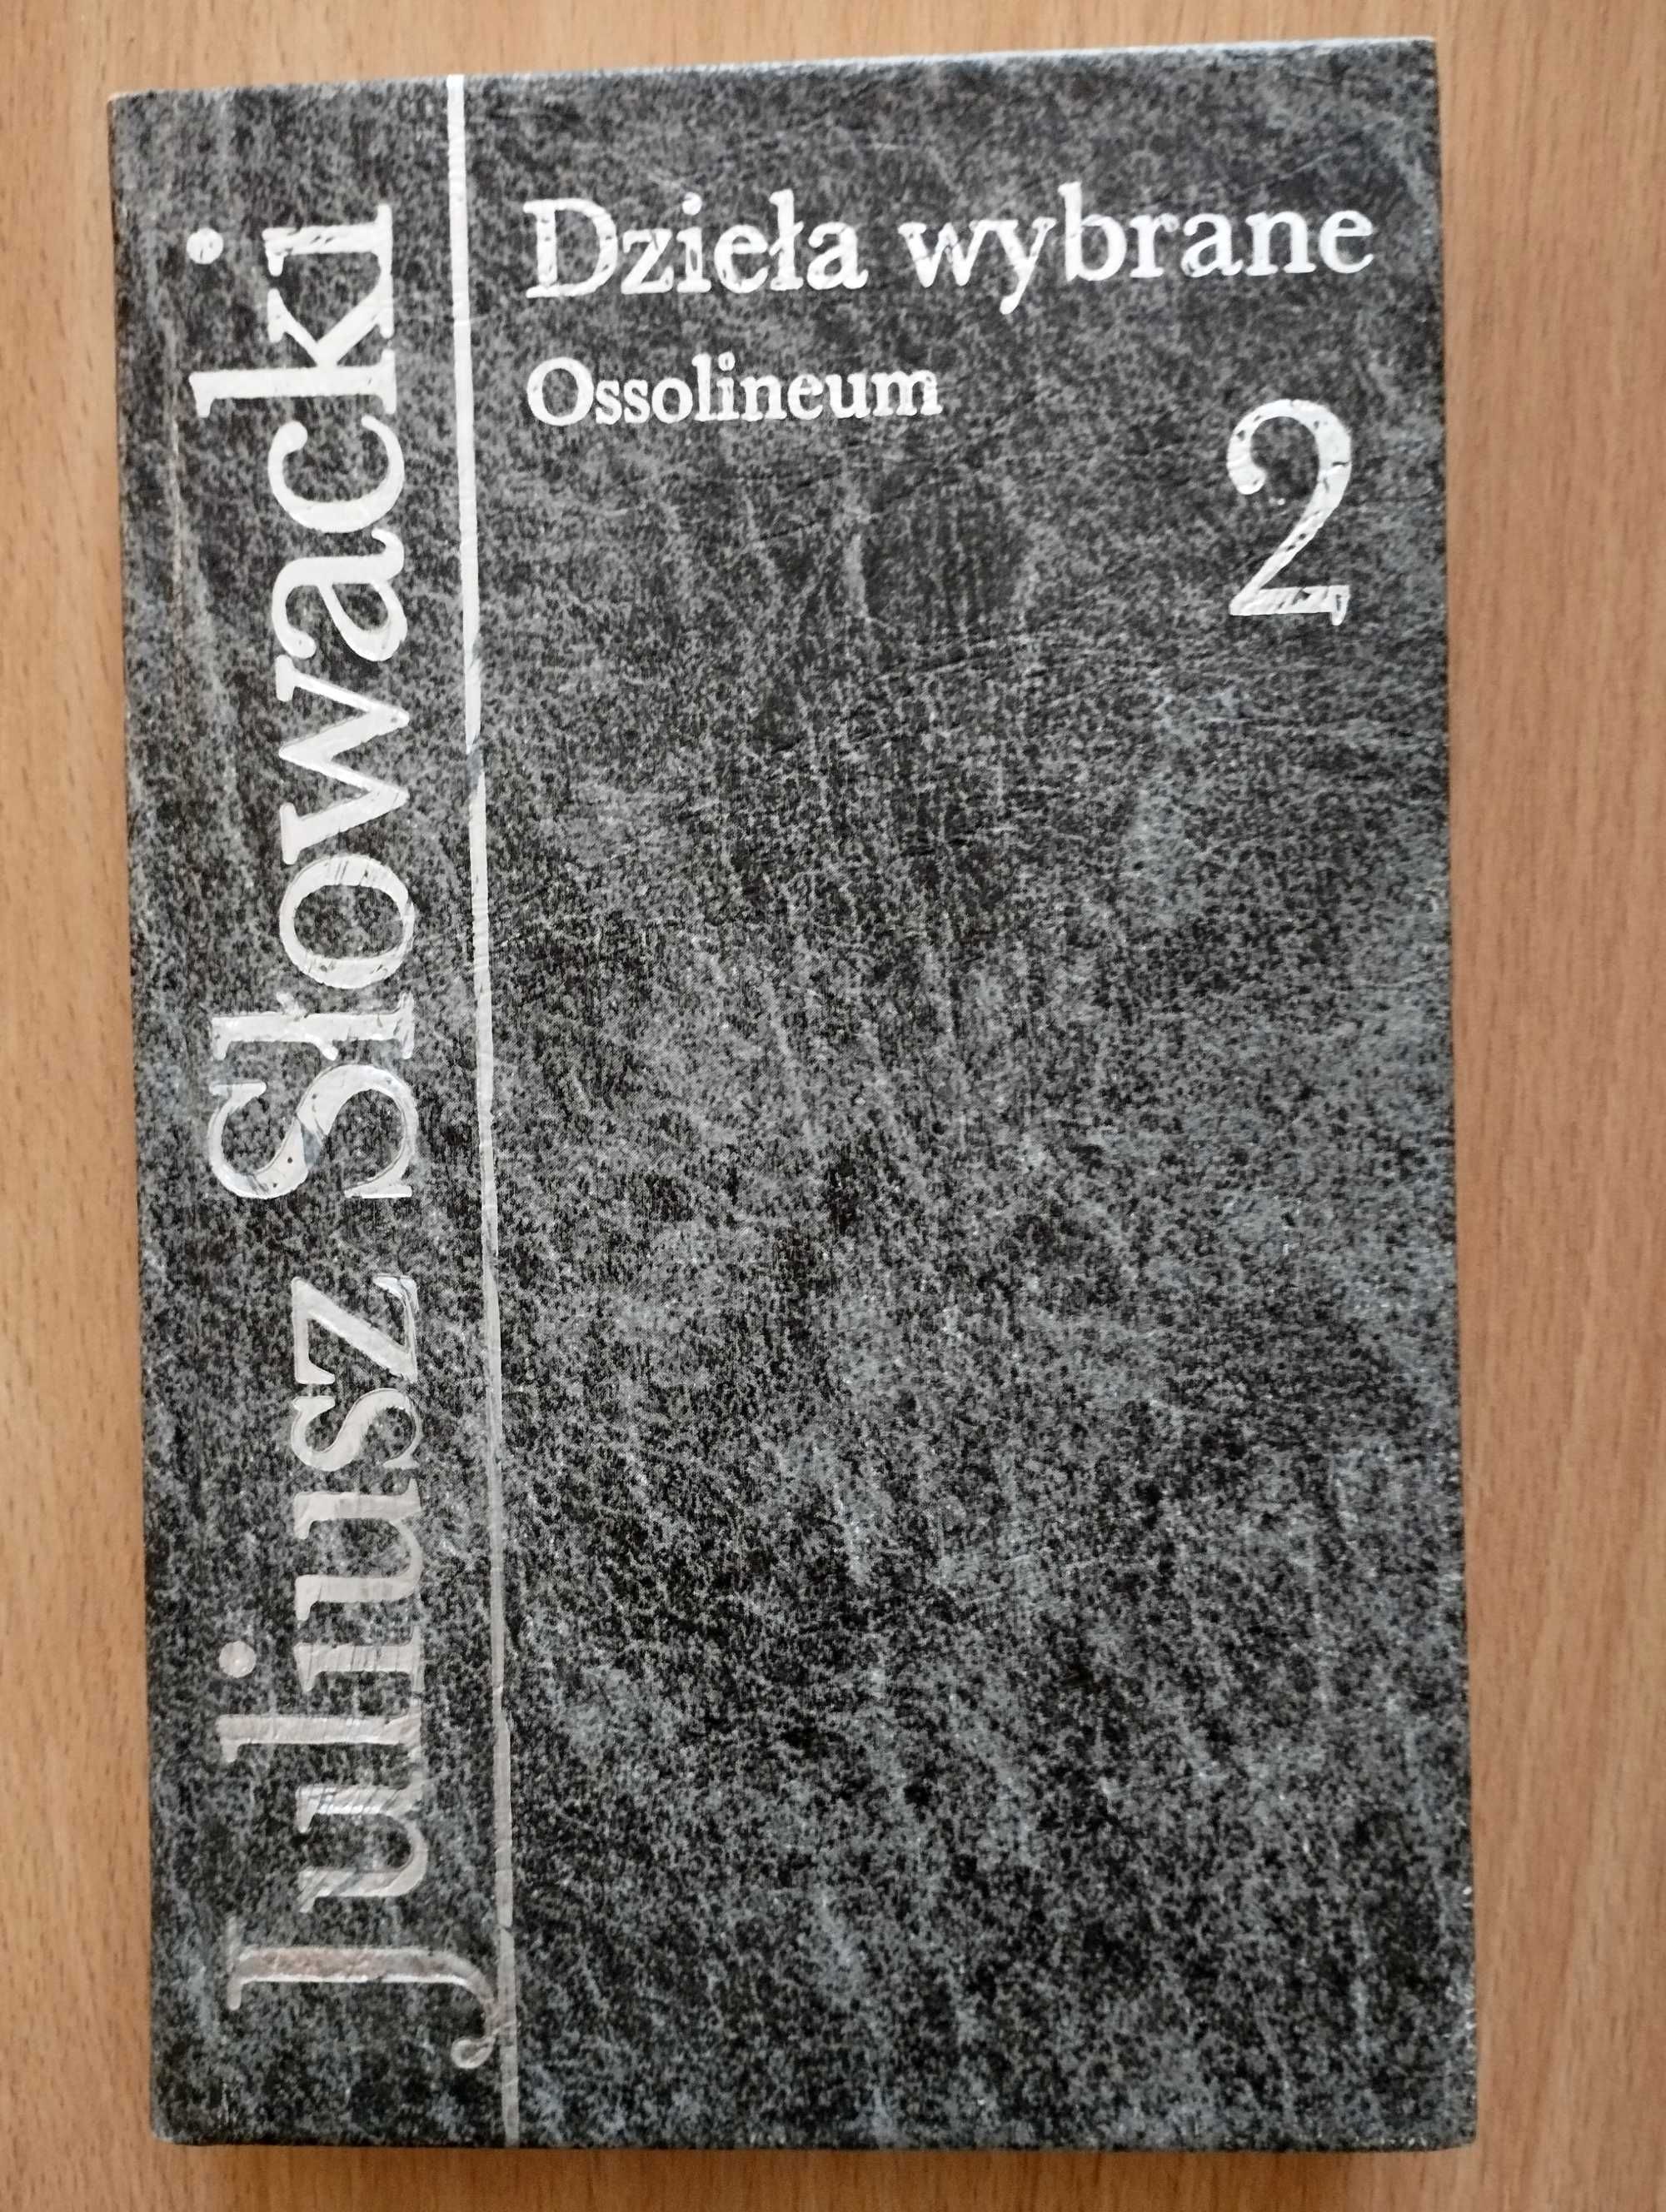 Juliusz Słowacki
Dzieła wybrane
Ossolineum
2